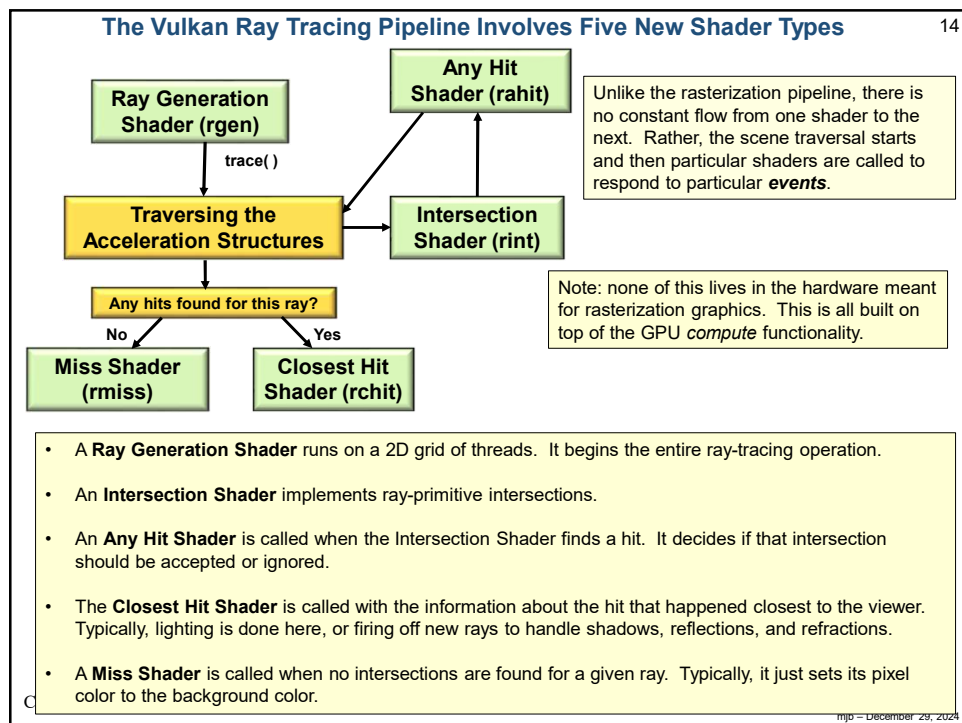 The Vulkan Ray Tracing Pipeline Involves Five New Shader Types
14
Ray Generation
Shader (rgen)
trace( )
Any Hit
Shader (rahit)
Traversing the
Acceleration Structures
Intersection
Shader (rint)
Any hits found for this ray?
No
Yes
Miss Shader
(rmiss)
Closest Hit
Shader (rchit)
Unlike the rasterization pipeline, there is
no constant flow from one shader to the
next. Rather, the scene traversal starts
and then particular shaders are called to
respond to particular events.
Note: none of this lives in the hardware meant
for rasterization graphics. This is all built on
top of the GPU compute functionality.
• A Ray Generation Shader runs on a 2D grid of threads. It begins the entire ray-tracing operation.
• An Intersection Shader implements ray-primitive intersections.
• An Any Hit Shader is called when the Intersection Shader finds a hit. It decides if that intersection
should be accepted or ignored.
• The Closest Hit Shader is called with the information about the hit that happened closest to the viewer.
Typically, lighting is done here, or firing off new rays to handle shadows, reflections, and refractions.
• A Miss Shader is called when no intersections are found for a given ray. Typically, it just sets its pixel
color to the background color.
C
mjb – December 29, 2024